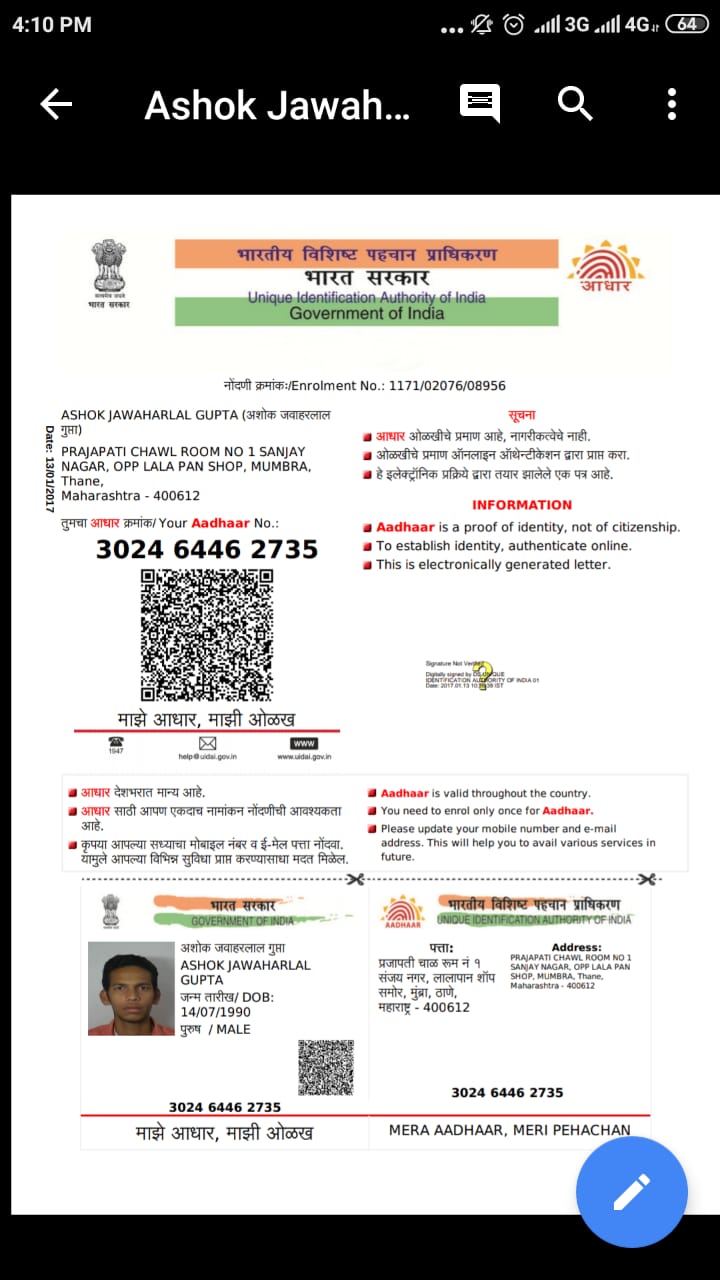 4:10 PM
... 3G 4G 64
Ashok Jawah...
सत्यमेव जयते
भारत सरकार
भारतीय विशिष्ट पहचान प्राधिकरण
भारत सरकार
Unique Identification Authority of India
Government of India
आधार
नोंदणी क्रमांकः/Enrolment No.: 1171/02076/08956
Date: 13/01/2017
ASHOK JAWAHARLAL GUPTA (अशोक जवाहरलाल
गुप्ता)
PRAJAPATI CHAWL ROOM NO 1 SANJAY
NAGAR, OPP LALA PAN SHOP, MUMBRA,
Thane,
Maharashtra - 400612
तुमचा आधार क्रमांक/ Your Aadhaar No.:
3024 6446 2735
माझे आधार, माझी ओळख
1947
help@uidai.gov.in
www
www.uidai.gov.in
सूचना
आधार ओळखीचे प्रमाण आहे, नागरीकत्वेचे नाही.
ओळखीचे प्रमाण ऑनलाइन ऑथेन्टीकेशन द्वारा प्राप्त करा.
हे इलेक्ट्रॉनिक प्रक्रिये द्वारा तयार झालेले एक पत्र आहे.
INFORMATION
Aadhaar is a proof of identity, not of citizenship.
To establish identity, authenticate online.
This is electronically generated letter.
Signature Not Verified
Digitally signed by DS UNIQUE
IDENTIFICATION AUTHORITY OF INDIA 01
Date: 2017.01.13 IST
आधार देशभरात मान्य आहे.
आधार साठी आपण एकदाच नामांकन नोंदणीची आवश्यकता
आहे.
कृपया आपल्या सध्याचा मोबाइल नंबर व ई-मेल पत्ता नोंदवा.
यामुले आपल्या विभिन्न सुविधा प्राप्त करण्यासाधा मदत मिळेल.
Aadhaar is valid throughout the country.
You need to enrol only once for Aadhaar.
Please update your mobile number and e-mail
address. This will help you to avail various services in
future.
भारत सरकार
GOVERNMENT OF INDIA
अशोक जवाहरलाल गुप्ता
ASHOK JAWAHARLAL
GUPTA
जन्म तारीख/ DOB:
14/07/1990
पुरुष / MALE
3024 6446 2735
माझे आधार, माझी ओळख
AADHAAR
भारतीय विशिष्ट पहचान प्राधिकरण
UNIQUE IDENTIFICATION AUTHORITY OF INDIA
पत्ता:
प्रजापती चाळ रूम नं १
संजय नगर, लालापान शॉप
समोर, मुंब्रा, ठाणे,
महाराष्ट्र - 400612
Address:
PRAJAPATI CHAWL ROOM NO 1
SANJAY NAGAR, OPP LALA PAN
SHOP, MUMBRA, Thane,
Maharashtra - 400612
3024 6446 2735
MERA AADHAAR, MERI PEHACHAN